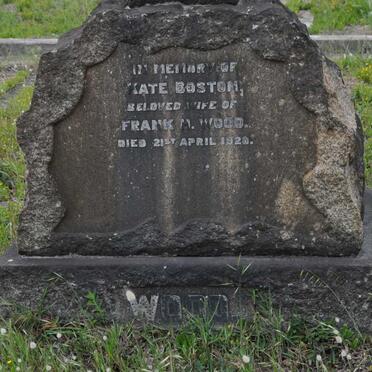 IN MEMORY OF
KATE BOSTON,
BELOVED WIFE OF
FRANK M. WOOD.
DIED 21ST APRIL 1920.
WOOD